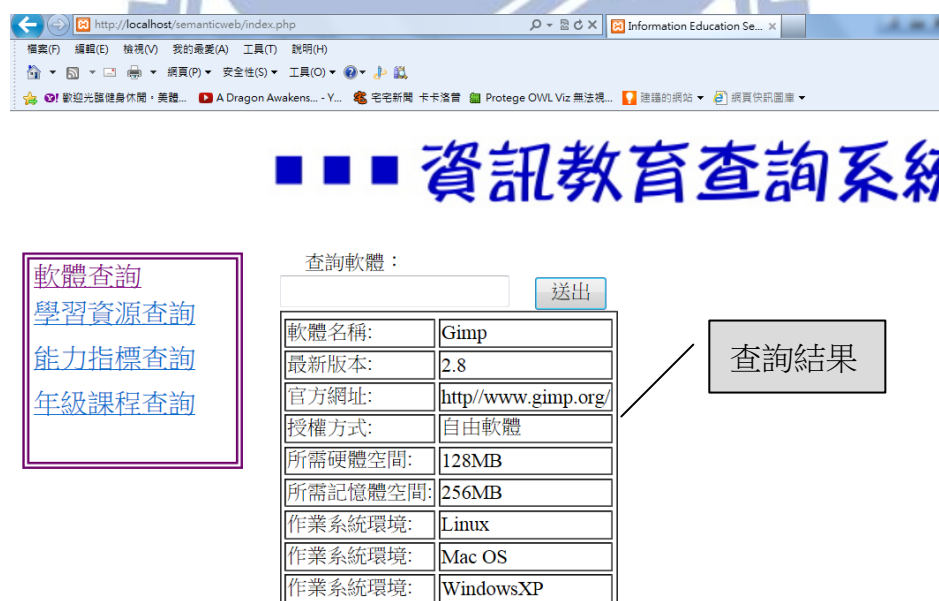 http://localhost/semanticweb/index.php Information Education Se...
檔案(F) 編輯(E) 檢視(V) 我的最愛(A) 工具(T) 說明(H)
網頁(P) 安全性(S) 工具(O)
歡迎光臨健身休閒。美體... A Dragon Awakens... - Y... 宅宅新聞 卡卡洛普 Protege OWL Viz 無法視... 建議的網站 網頁快訊圖庫
資訊教育查詢系統
軟體查詢
學習資源查詢
能力指標查詢
年級課程查詢
查詢軟體：
送出
軟體名稱: Gimp
最新版本: 2.8
官方網址: http//www.gimp.org/
授權方式: 自由軟體
所需硬體空間: 128MB
所需記憶體空間: 256MB
作業系統環境: Linux
作業系統環境: Mac OS
作業系統環境: WindowsXP
查詢結果